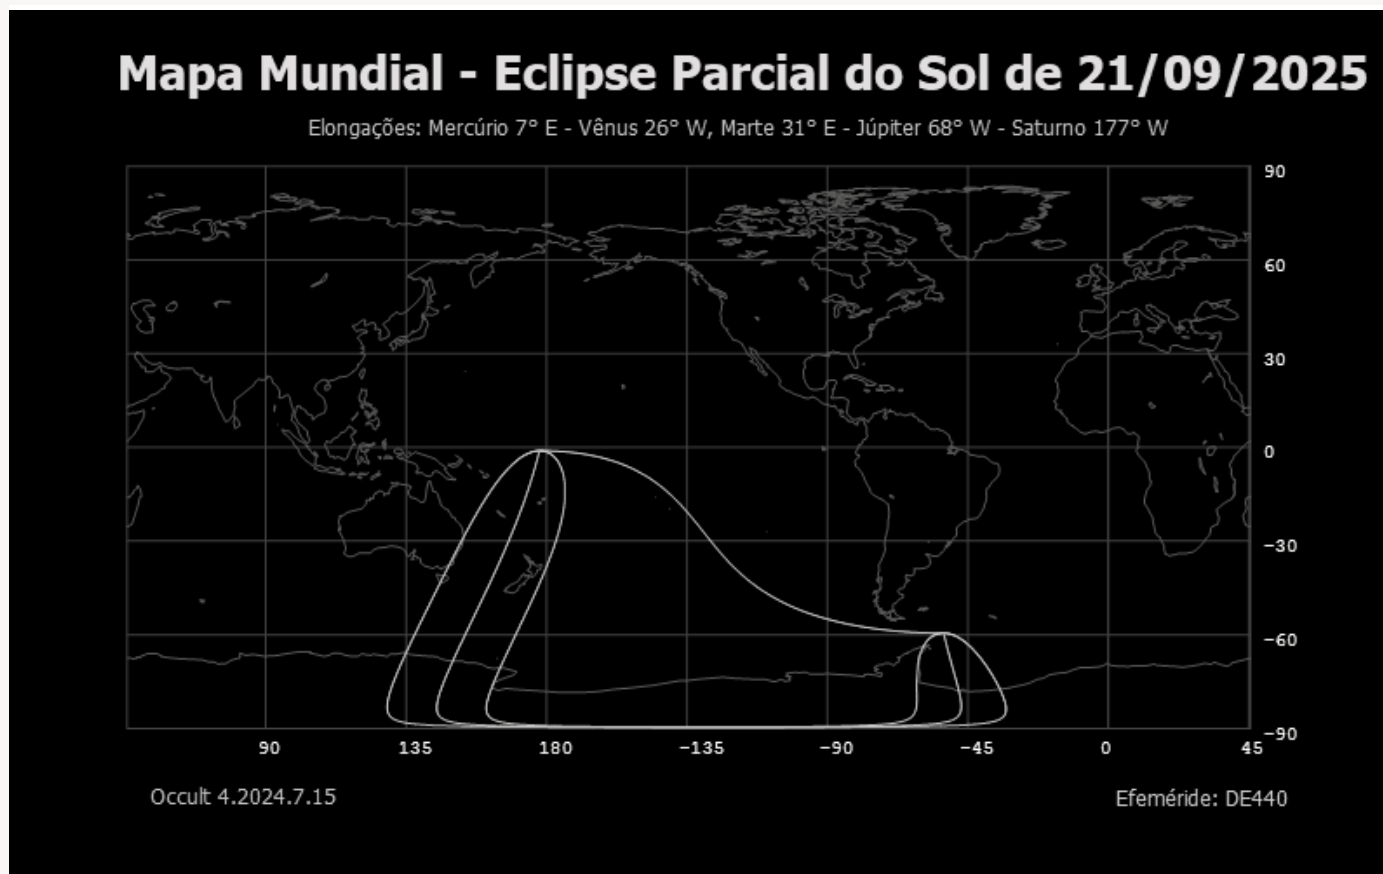 Mapa Mundial - Eclipse Parcial do Sol de 21/09/2025
Elongações: Mercúrio 7° E - Vênus 26° W, Marte 31° E - Júpiter 68° W - Saturno 177° W
90
60
30
0
-30
-60
-90
90 135 180 -135 -90 -45 0 45
Occult 4.2024.7.15 Efeméride: DE440